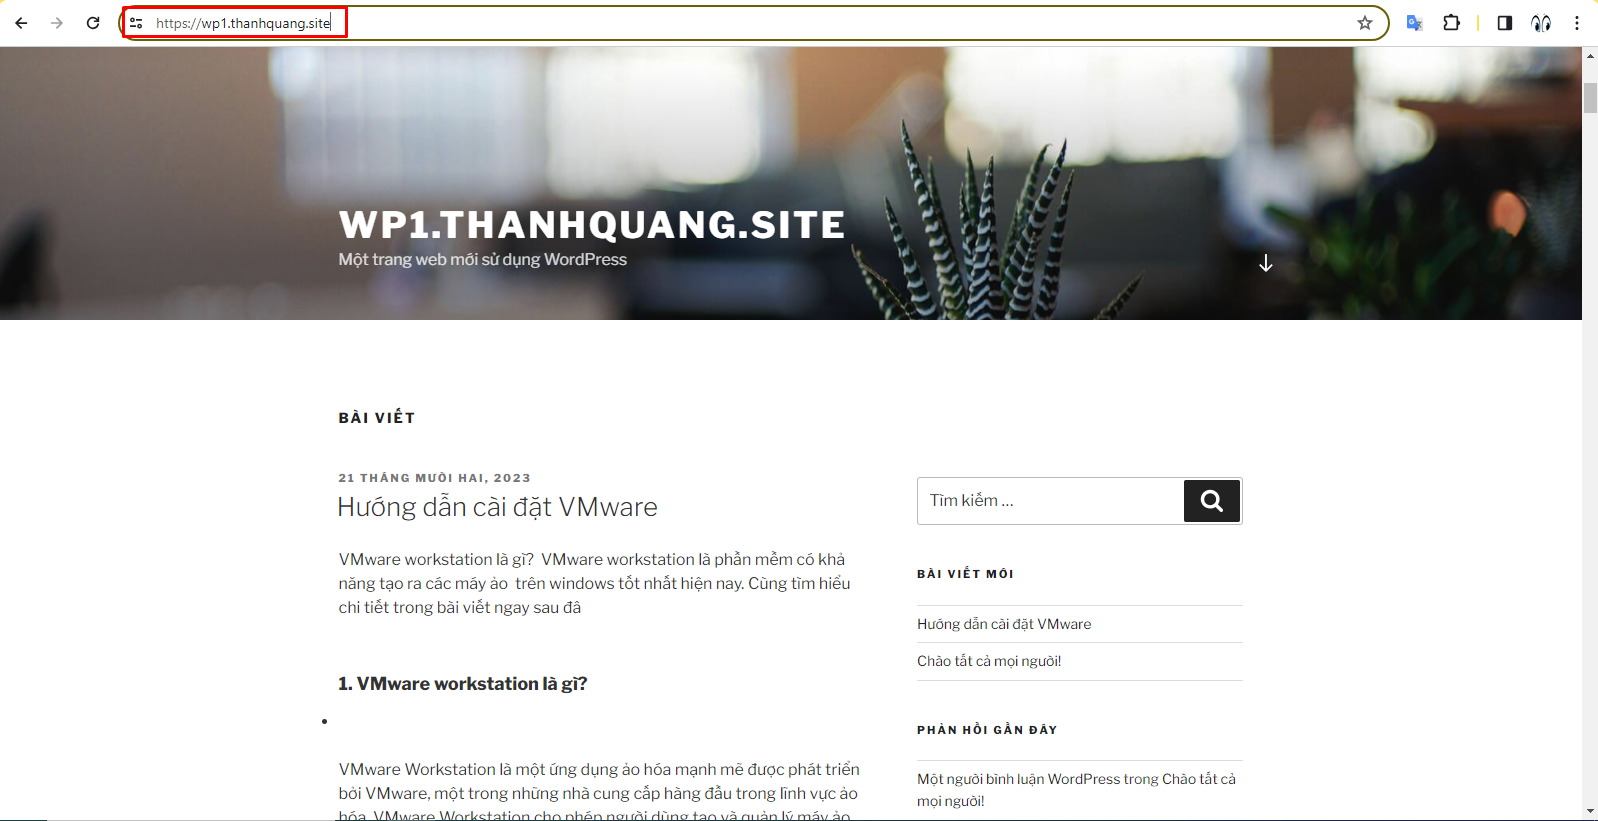 https://wp1.thanhquang.site
WP1.THANHQUANG.SITE
Một trang web mới sử dụng WordPress
BÀI VIẾT
21 THÁNG MƯỜI HAI, 2023
Hướng dẫn cài đặt VMware
VMware workstation là gì?  VMware workstation là phần mềm có khả
năng tạo ra các máy ảo  trên windows tốt nhất hiện nay. Cùng tìm hiểu
chi tiết trong bài viết ngay sau đâ
1. VMware workstation là gì?
VMware Workstation là một ứng dụng ảo hóa mạnh mẽ được phát triển
bởi VMware, một trong những nhà cung cấp hàng đầu trong lĩnh vực ảo
hóa. VMware Workstation cho phép người dùng tạo và quản lý máy ảo
Tìm kiếm …
BÀI VIẾT MỚI
Hướng dẫn cài đặt VMware
Chào tất cả mọi người!
PHẢN HỒI GẦN ĐÂY
Một người bình luận WordPress trong Chào tất cả
mọi người!